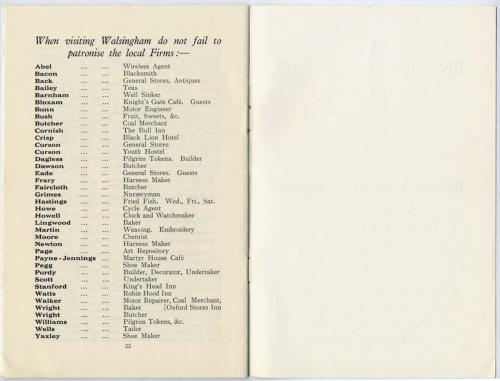 When visiting Walsingham do not fail to
patronise the local Firms :—
Abel ... ... Wireless Agent
Bacon ... ... Blacksmith
Back ... ... General Stores, Antiques
Bailey ... ... Teas
Barnham ... ... Well Sinker
Bloxam ... ... Knight's Gate Café. Guests
Bunn ... ... Motor Engineer
Bush ... ... Fruit, Sweets, &c.
Butcher ... ... Coal Merchant
Cornish ... ... The Bull Inn
Crisp ... ... Black Lion Hotel
Curson ... ... General Stores
Curson ... ... Youth Hostel
Dagless ... ... Pilgrim Tokens. Builder
Dawson ... ... Butcher
Eade ... ... General Stores. Guests
Frary ... ... Harness Maker
Faircloth ... ... Butcher
Grimes ... ... Nurseryman
Hastings ... ... Fried Fish. Wed., Fri., Sat.
Howe ... ... Cycle Agent
Howell ... ... Clock and Watchmaker
Lingwood ... ... Baker
Martin ... ... Weaving. Embroidery
Moore ... ... Chemist
Newton ... ... Harness Maker
Page ... ... Art Repository
Payne-Jennings ... Martyr House Café
Pegg ... ... Shoe Maker
Purdy ... ... Builder, Decorator, Undertaker
Scott ... ... Undertaker
Stanford ... ... King's Head Inn
Watts ... ... Robin Hood Inn
Walker ... ... Motor Repairer, Coal Merchant,
Wright ... ... Baker [Oxford Stores Inn
Wright ... ... Butcher
Williams ... ... Pilgrim Tokens, &c.
Wells ... ... Tailor
Yaxley ... ... Shoe Maker
22